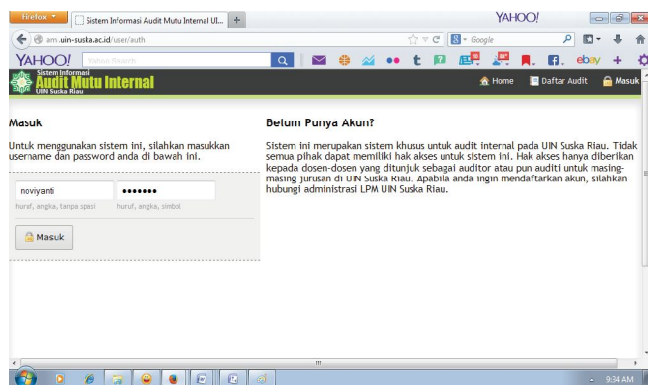 Firefox
Sistem Informasi Audit Mutu Internal UI...
+
YAHOO!
am.uin-suska.ac.id/user/auth
Google
YAHOO!
Yahoo Search
ebay
Sistem Informasi
Audit Mutu Internal
UIN Suska Riau
Home
Daftar Audit
Masuk
Masuk
Untuk menggunakan sistem ini, silahkan masukkan
username dan password anda di bawah ini.
noviyanti
huruf, angka, tanpa spasi
huruf, angka, simbol
Masuk
Belum Punya Akun?
Sistem ini merupakan sistem khusus untuk audit internal pada UIN Suska Riau. Tidak
semua pihak dapat memiliki hak akses untuk sistem ini. Hak akses hanya diberikan
kepada dosen-dosen yang ditunjuk sebagai auditor atau pun auditi untuk masing-
masing jurusan di UIN Suska Riau. Apabila anda ingin mendaftarkan akun, silahkan
hubungi administrasi LPM UIN Suska Riau.
9:34 AM